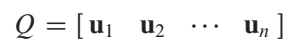 Q = [ u₁ u₂ ⋯ uₙ ]